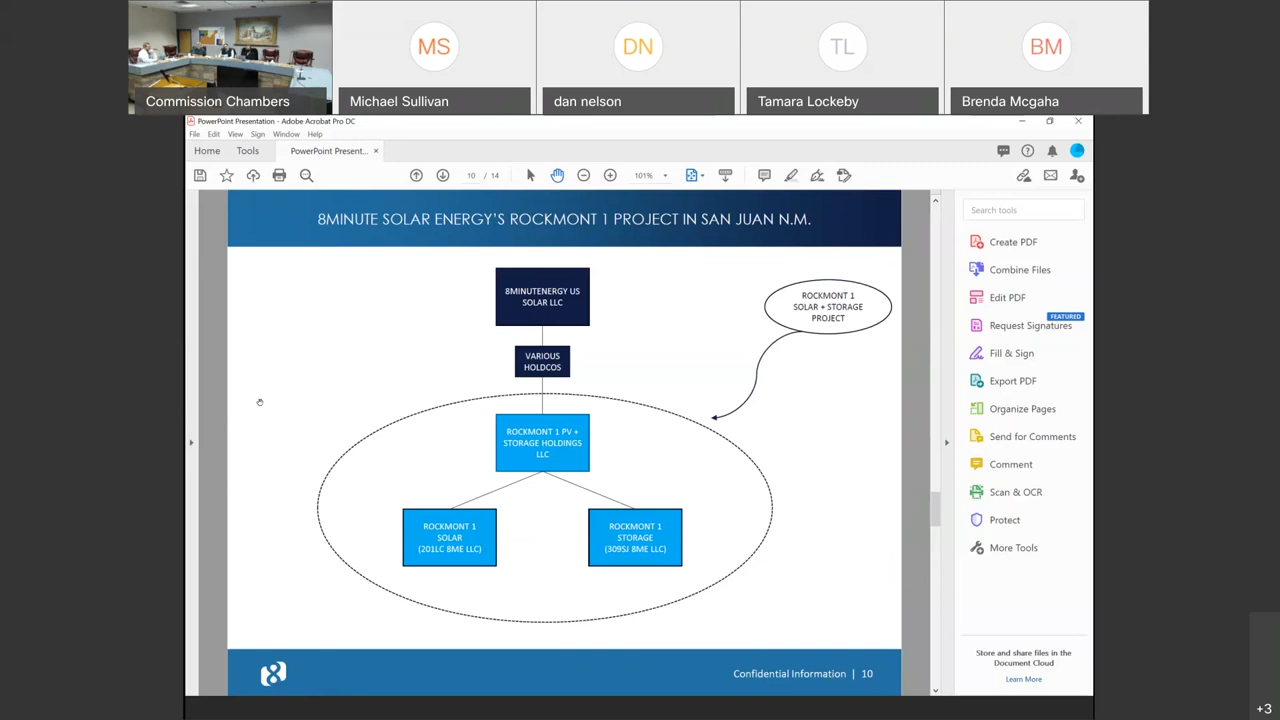 MS
DN
TL
BM
Commission Chambers
Michael Sullivan
dan nelson
Tamara Lockeby
Brenda Mcgaha
PowerPoint Presentation - Adobe Acrobat Pro DC
File Edit View Sign Window Help
Home Tools PowerPoint Present... ×
10 / 14
101%
8MINUTE SOLAR ENERGY'S ROCKMONT 1 PROJECT IN SAN JUAN N.M.
8MINUTENERGY US
SOLAR LLC
VARIOUS
HOLDCOS
ROCKMONT 1
SOLAR + STORAGE
PROJECT
ROCKMONT 1 PV +
STORAGE HOLDINGS
LLC
ROCKMONT 1
SOLAR
(201LC 8ME LLC)
ROCKMONT 1
STORAGE
(309SJ 8ME LLC)
8
Confidential Information | 10
Search tools
Create PDF
Combine Files
Edit PDF
FEATURED
Request Signatures
Fill & Sign
Export PDF
Organize Pages
Send for Comments
Comment
Scan & OCR
Protect
More Tools
Store and share files in the
Document Cloud
Learn More
+3